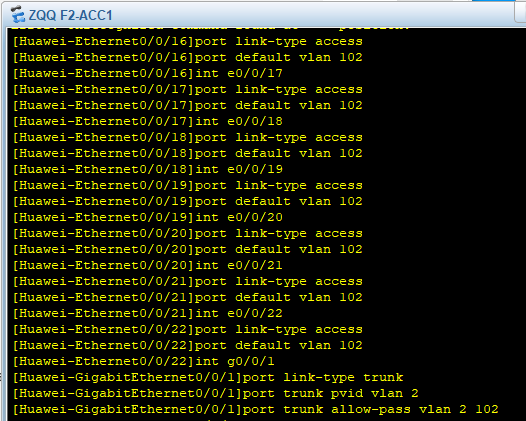 ZQQ F2-ACC1
[Huawei-Ethernet0/0/16]port link-type access
[Huawei-Ethernet0/0/16]port default vlan 102
[Huawei-Ethernet0/0/16]int e0/0/17
[Huawei-Ethernet0/0/17]port link-type access
[Huawei-Ethernet0/0/17]port default vlan 102
[Huawei-Ethernet0/0/17]int e0/0/18
[Huawei-Ethernet0/0/18]port link-type access
[Huawei-Ethernet0/0/18]port default vlan 102
[Huawei-Ethernet0/0/18]int e0/0/19
[Huawei-Ethernet0/0/19]port link-type access
[Huawei-Ethernet0/0/19]port default vlan 102
[Huawei-Ethernet0/0/19]int e0/0/20
[Huawei-Ethernet0/0/20]port link-type access
[Huawei-Ethernet0/0/20]port default vlan 102
[Huawei-Ethernet0/0/20]int e0/0/21
[Huawei-Ethernet0/0/21]port link-type access
[Huawei-Ethernet0/0/21]port default vlan 102
[Huawei-Ethernet0/0/21]int e0/0/22
[Huawei-Ethernet0/0/22]port link-type access
[Huawei-Ethernet0/0/22]port default vlan 102
[Huawei-Ethernet0/0/22]int g0/0/1
[Huawei-GigabitEthernet0/0/1]port link-type trunk
[Huawei-GigabitEthernet0/0/1]port trunk pvid vlan 2
[Huawei-GigabitEthernet0/0/1]port trunk allow-pass vlan 2 102